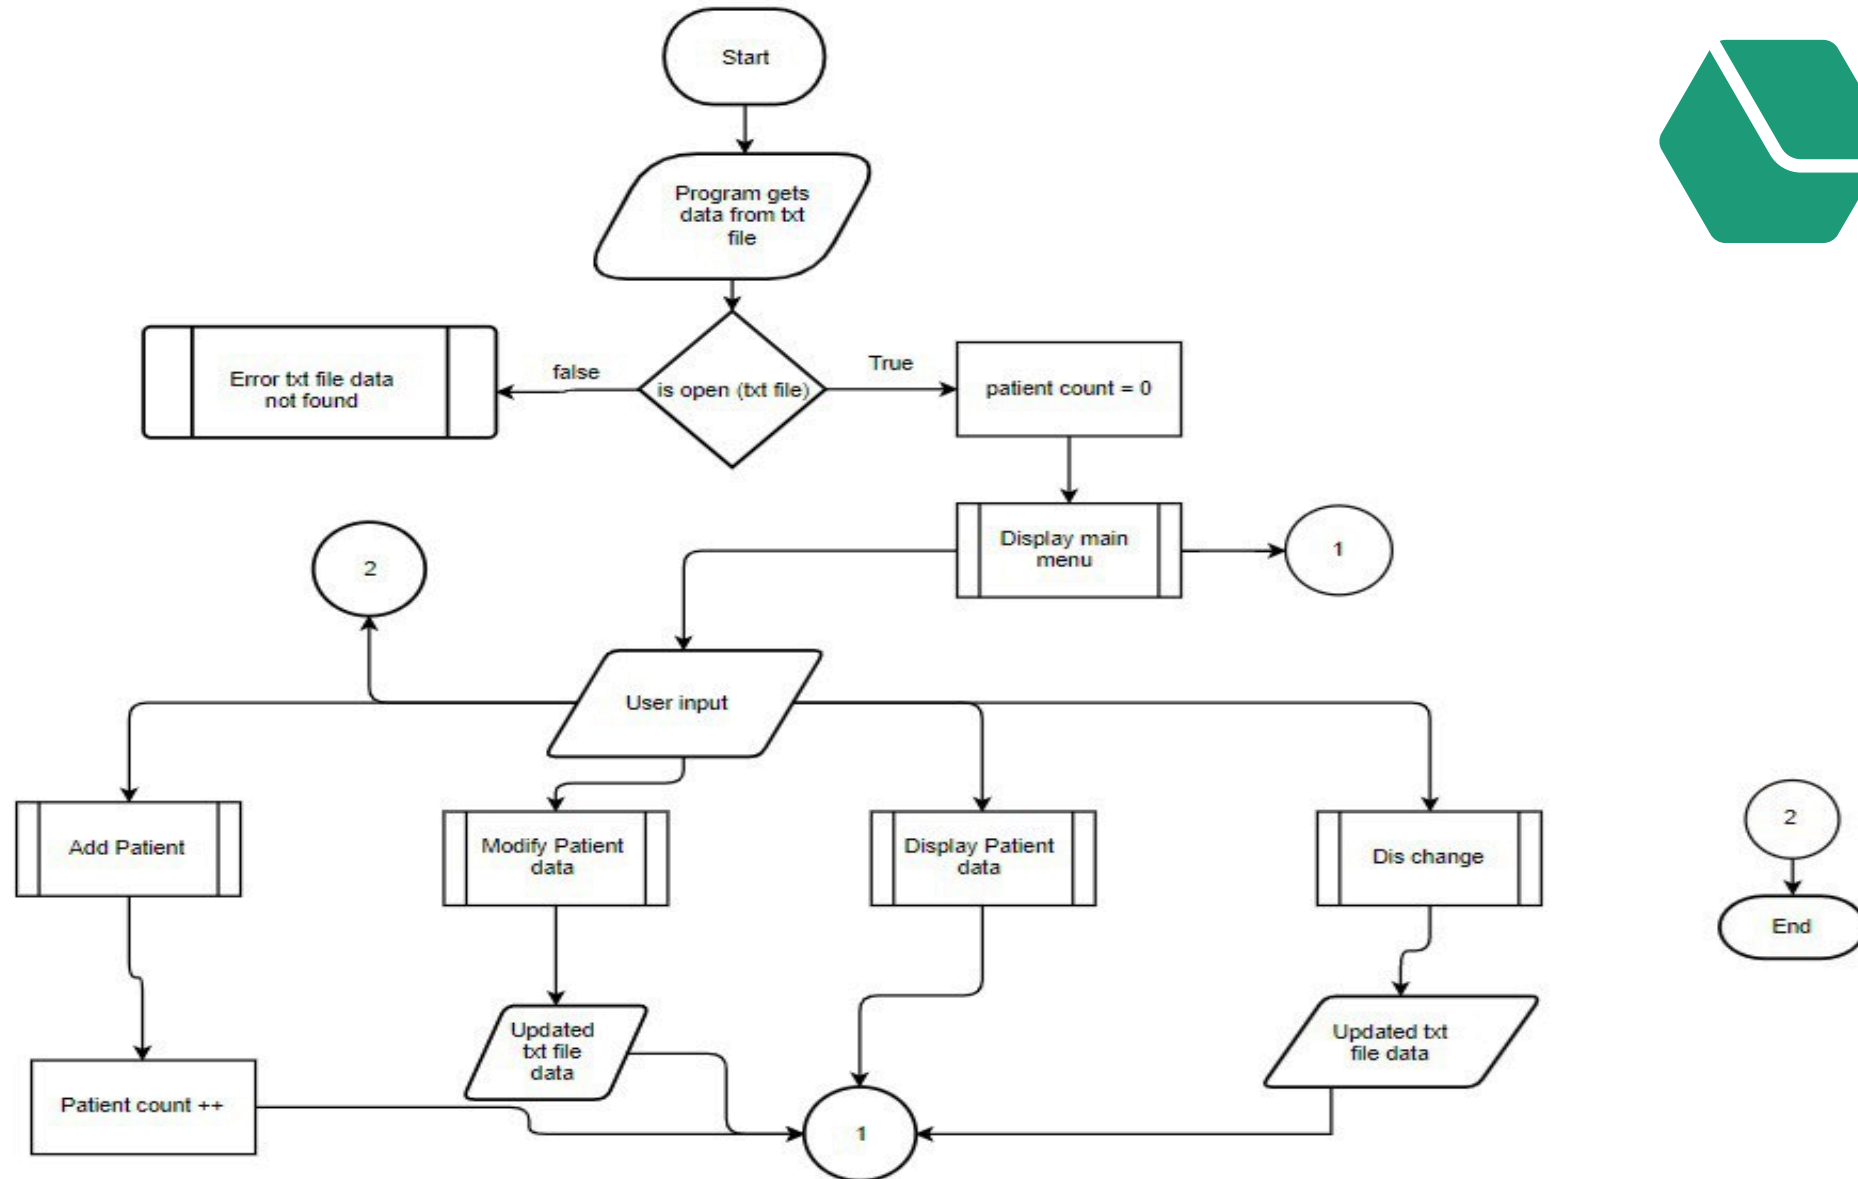 Start
Program gets
data from txt
file
false
True
Error txt file data
not found
is open (txt file)
patient count = 0
Display main
menu
1
2
User input
Add Patient
Modify Patient
data
Display Patient
data
Dis change
2
End
Updated
txt file
data
Updated txt
file data
Patient count ++
1